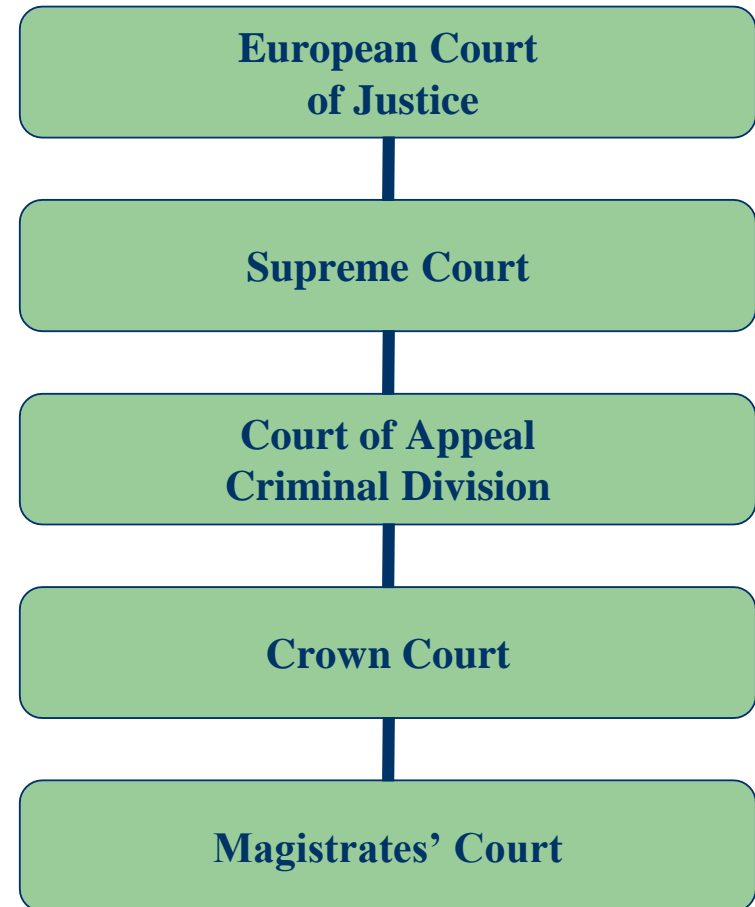 European Court
of Justice
Supreme Court
Court of Appeal
Criminal Division
Crown Court
Magistrates’ Court